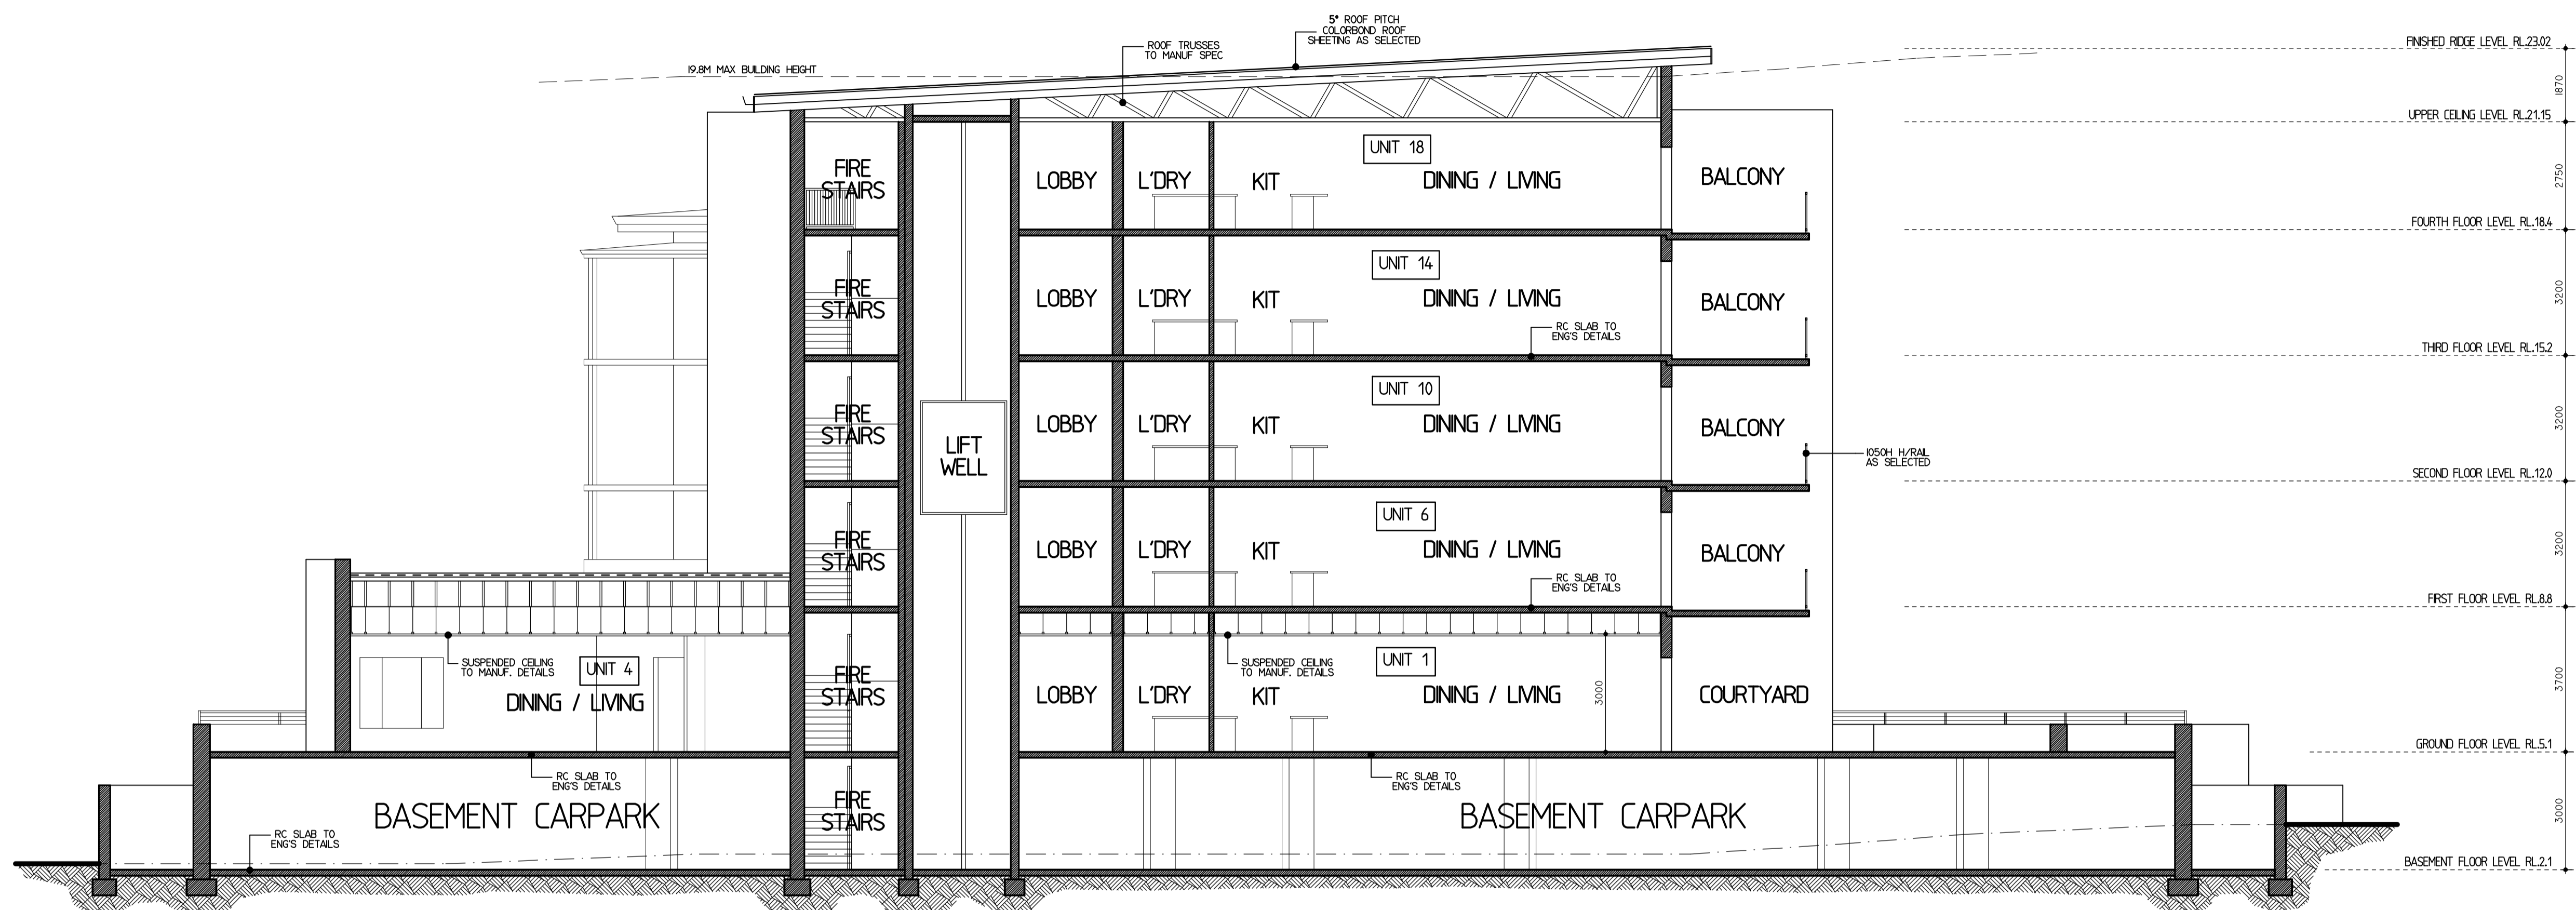 5° ROOF PITCH
COLORBOND ROOF
SHEETING AS SELECTED
ROOF TRUSSES
TO MANUF SPEC
19.8M MAX BUILDING HEIGHT
FINISHED RIDGE LEVEL RL.23.02
1870
UPPER CEILING LEVEL RL.21.15
UNIT 18
FIRE
STAIRS
LOBBY
L'DRY
KIT
DINING / LIVING
BALCONY
2750
FOURTH FLOOR LEVEL RL.18.4
UNIT 14
FIRE
STAIRS
LOBBY
L'DRY
KIT
DINING / LIVING
BALCONY
3200
RC SLAB TO
ENG'S DETAILS
THIRD FLOOR LEVEL RL.15.2
UNIT 10
FIRE
STAIRS
LIFT
WELL
LOBBY
L'DRY
KIT
DINING / LIVING
BALCONY
3200
1050H H/RAIL
AS SELECTED
SECOND FLOOR LEVEL RL.12.0
UNIT 6
FIRE
STAIRS
LOBBY
L'DRY
KIT
DINING / LIVING
BALCONY
3200
RC SLAB TO
ENG'S DETAILS
FIRST FLOOR LEVEL RL.8.8
SUSPENDED CEILING
TO MANUF. DETAILS
UNIT 4
DINING / LIVING
FIRE
STAIRS
SUSPENDED CEILING
TO MANUF. DETAILS
UNIT 1
LOBBY
L'DRY
KIT
DINING / LIVING
3000
COURTYARD
3700
GROUND FLOOR LEVEL RL.5.1
RC SLAB TO
ENG'S DETAILS
RC SLAB TO
ENG'S DETAILS
BASEMENT CARPARK
FIRE
STAIRS
BASEMENT CARPARK
3000
RC SLAB TO
ENG'S DETAILS
BASEMENT FLOOR LEVEL RL.2.1